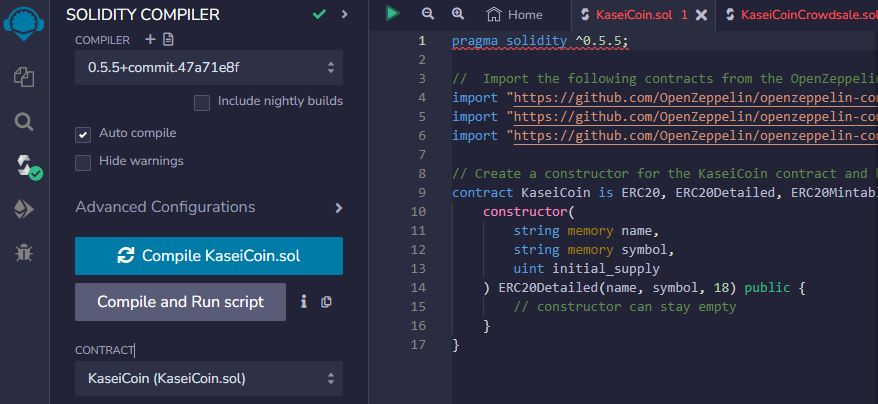 SOLIDITY COMPILER
COMPILER +
0.5.5+commit.47a71e8f
Include nightly builds
Auto compile
Hide warnings
Advanced Configurations
Compile KaseiCoin.sol
Compile and Run script
CONTRACT
KaseiCoin (KaseiCoin.sol)
Home
KaseiCoin.sol 1
KaseiCoinCrowdsale.sol
1 pragma solidity ^0.5.5;
2
3 //  Import the following contracts from the OpenZeppelin
4 import "https://github.com/OpenZeppelin/openzeppelin-co
5 import "https://github.com/OpenZeppelin/openzeppelin-co
6 import "https://github.com/OpenZeppelin/openzeppelin-co
7
8 // Create a constructor for the KaseiCoin contract and
9 contract KaseiCoin is ERC20, ERC20Detailed, ERC20Mintab
10 constructor(
11 string memory name,
12 string memory symbol,
13 uint initial_supply
14 ) ERC20Detailed(name, symbol, 18) public {
15 // constructor can stay empty
16 }
17 }